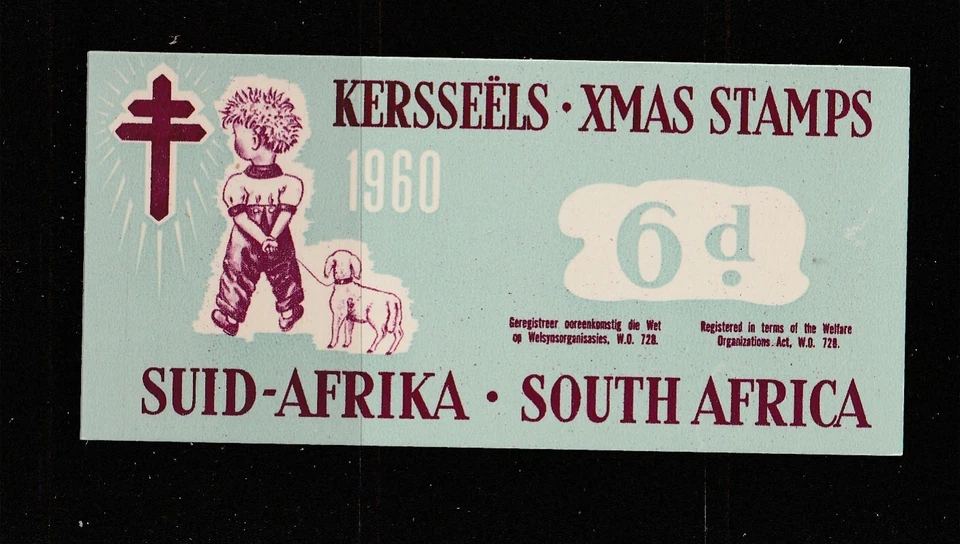 KERSSEËLS · XMAS STAMPS
1960
6d.
Geregistreer ooreenkomstig die Wet
op Welsynsorganisasies, W.O. 728.
Registered in terms of the Welfare
Organizations Act, W.O. 728.
SUID-AFRIKA · SOUTH AFRICA